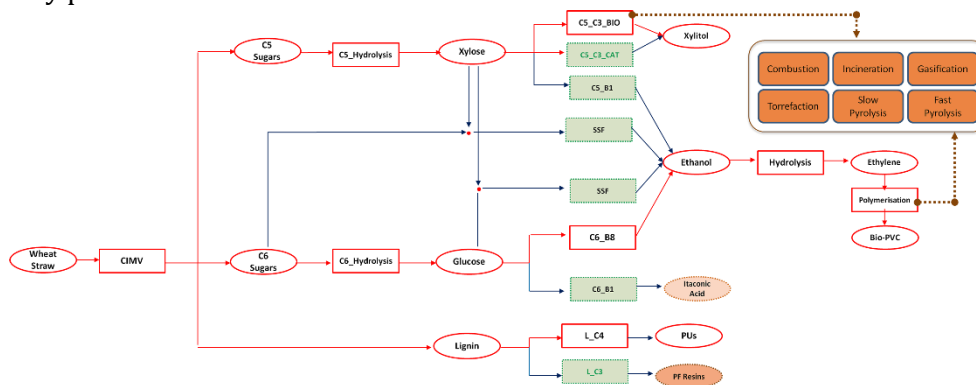 C5_C3_BIO
C5
Sugars
C5_Hydrolysis
Xylose
Xylitol
C5_C3_CAT
Combustion
Incineration
Gasification
C5_B1
Torrefaction
Slow
Pyrolysis
Fast
Pyrolysis
SSF
Ethanol
Hydrolysis
Ethylene
SSF
Polymerisation
C6_B8
Bio-PVC
Wheat
Straw
CIMV
C6
Sugars
C6_Hydrolysis
Glucose
C6_B1
Itaconic
Acid
Lignin
L_C4
PUs
L_C3
PF Resins